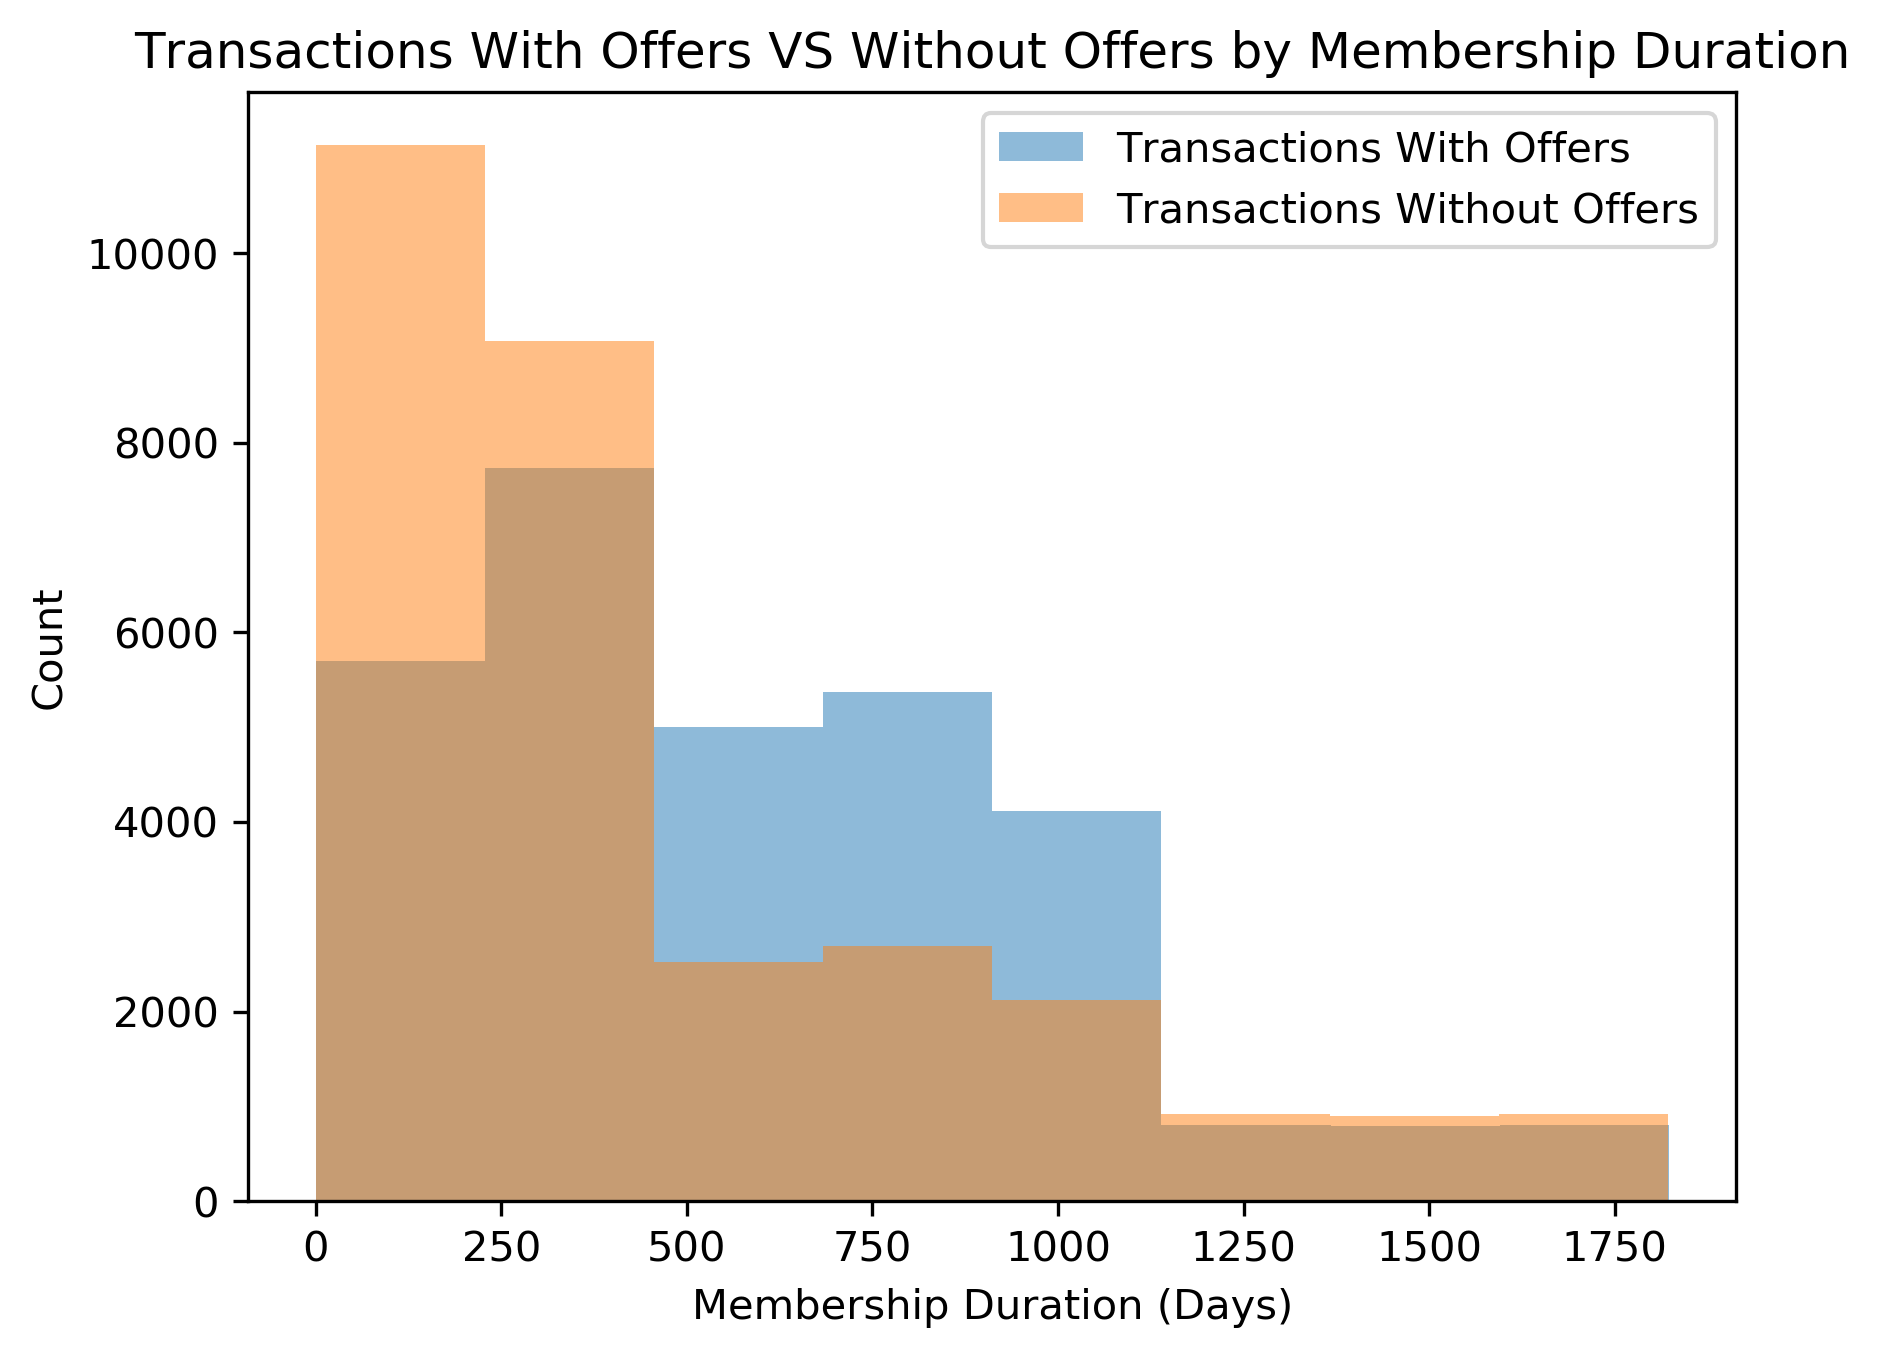 Transactions With Offers VS Without Offers by Membership Duration
Transactions With Offers
Transactions Without Offers
10000
8000
6000
4000
2000
0
Count
0 250 500 750 1000 1250 1500 1750
Membership Duration (Days)